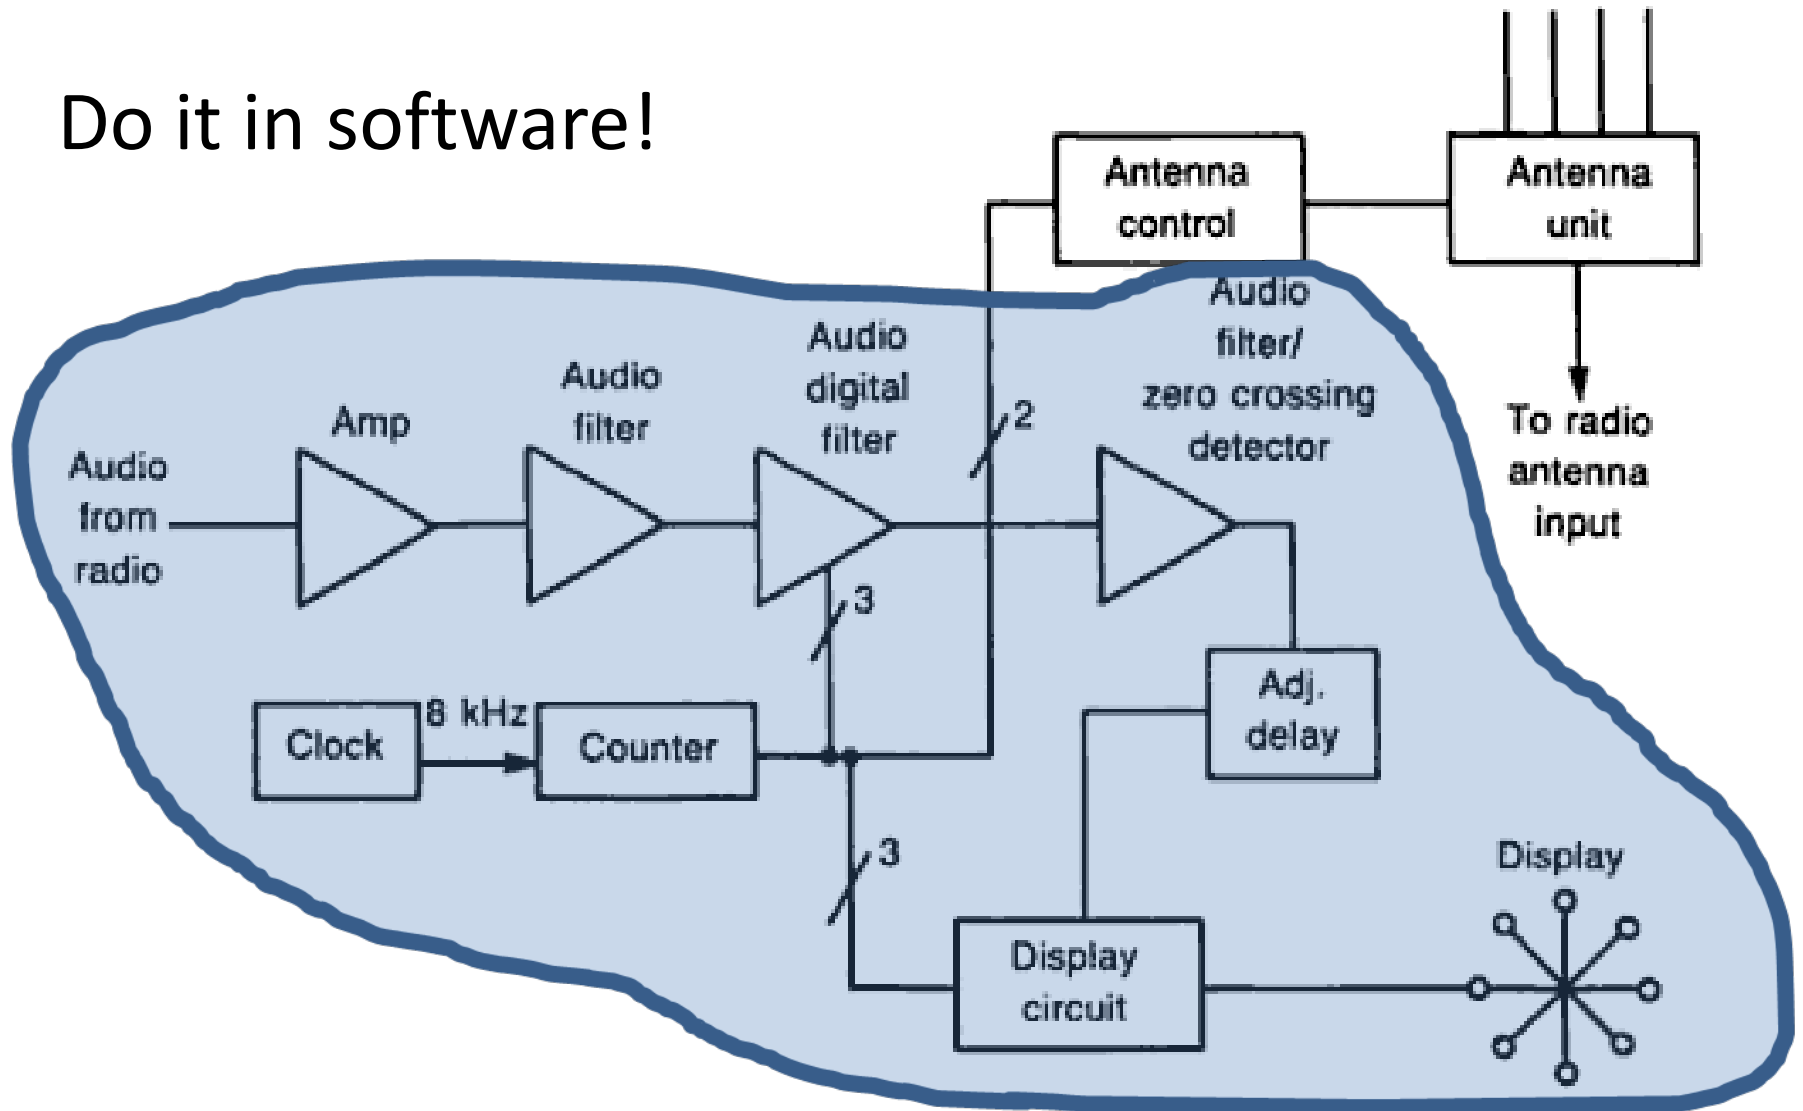 Do it in software!
Antenna
control
Antenna
unit
To radio
antenna
input
Audio
from
radio
Amp
Audio
filter
Audio
digital
filter
2
Audio
filter/
zero crossing
detector
3
Clock
8 kHz
Counter
Adj.
delay
3
Display
circuit
Display